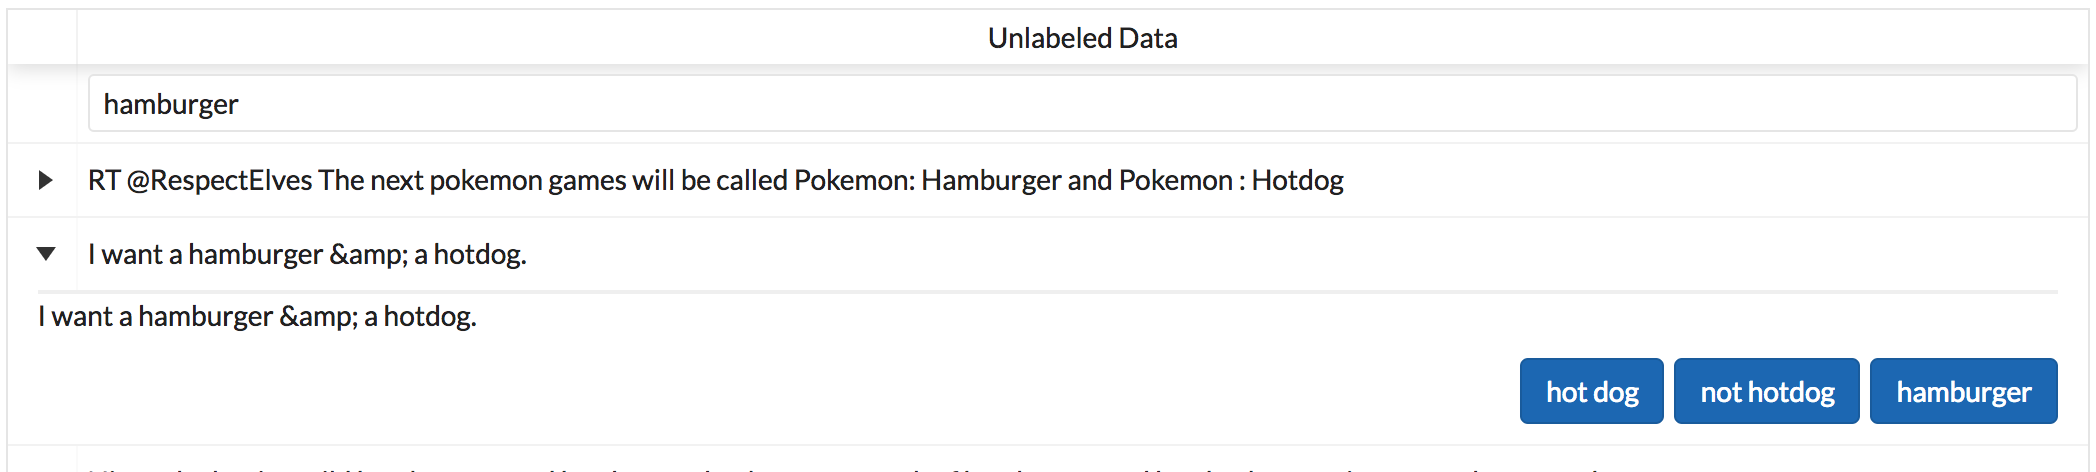 Unlabeled Data
hamburger
RT @RespectElves The next pokemon games will be called Pokemon: Hamburger and Pokemon : Hotdog
I want a hamburger &amp; a hotdog.
I want a hamburger &amp; a hotdog.
hot dog not hotdog hamburger